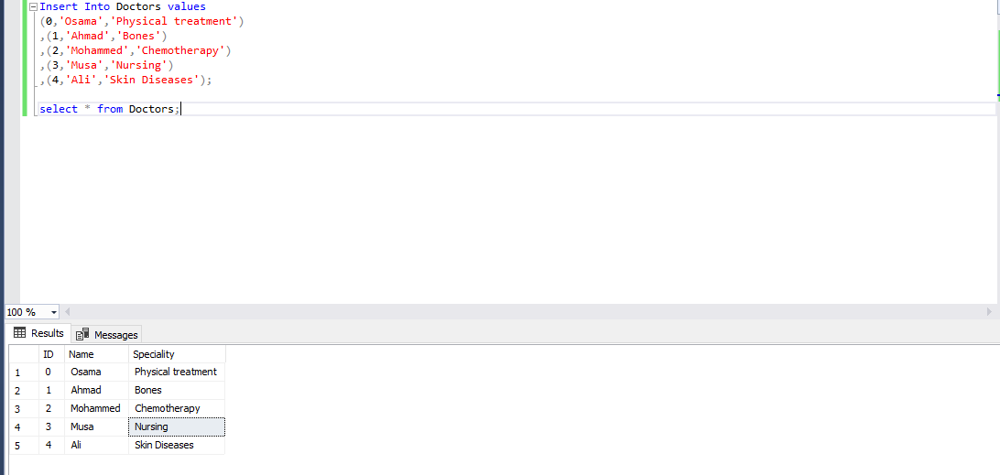 Insert Into Doctors values
(0,'Osama','Physical treatment')
,(1,'Ahmad','Bones')
,(2,'Mohammed','Chemotherapy')
,(3,'Musa','Nursing')
,(4,'Ali','Skin Diseases');
select * from Doctors;
100 %
Results Messages
ID Name Speciality
1 0 Osama Physical treatment
2 1 Ahmad Bones
3 2 Mohammed Chemotherapy
4 3 Musa Nursing
5 4 Ali Skin Diseases